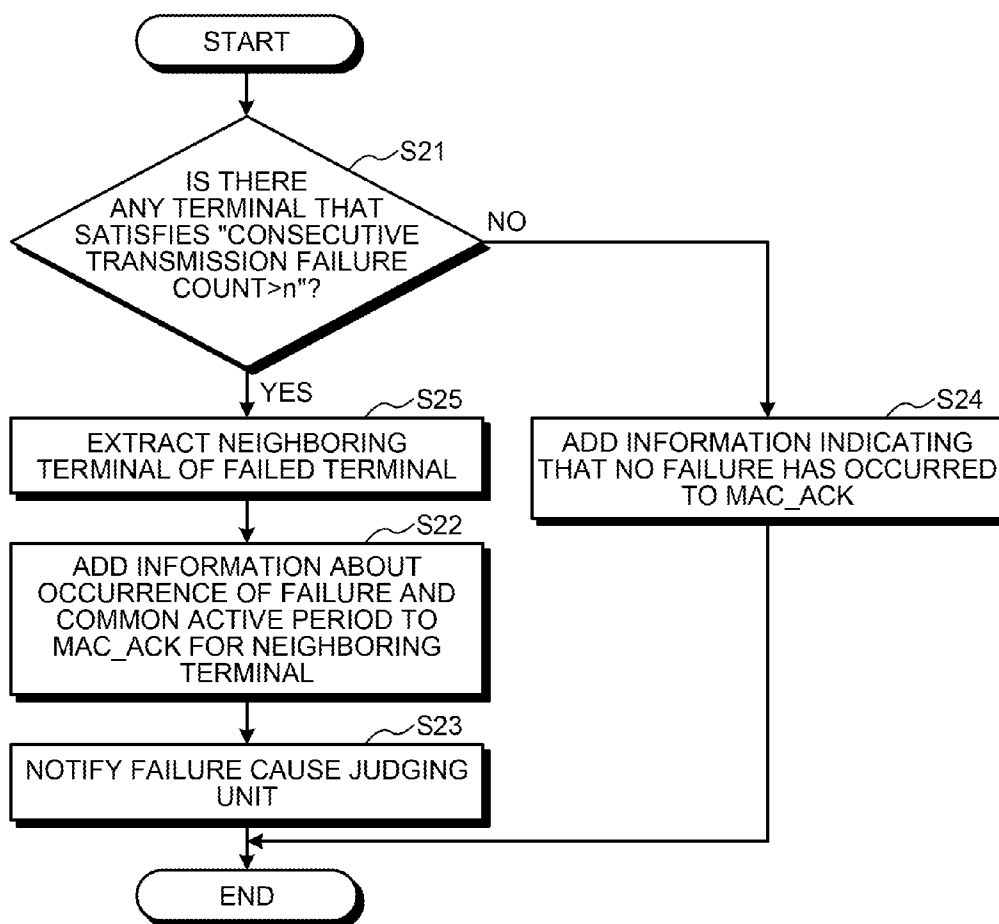 START
S21
IS THERE
ANY TERMINAL THAT
SATISFIES "CONSECUTIVE
TRANSMISSION FAILURE
COUNT>n"?
NO
YES
S25
EXTRACT NEIGHBORING
TERMINAL OF FAILED TERMINAL
S24
ADD INFORMATION INDICATING
THAT NO FAILURE HAS OCCURRED
TO MAC_ACK
S22
ADD INFORMATION ABOUT
OCCURRENCE OF FAILURE AND
COMMON ACTIVE PERIOD TO
MAC_ACK FOR NEIGHBORING
TERMINAL
S23
NOTIFY FAILURE CAUSE JUDGING
UNIT
END